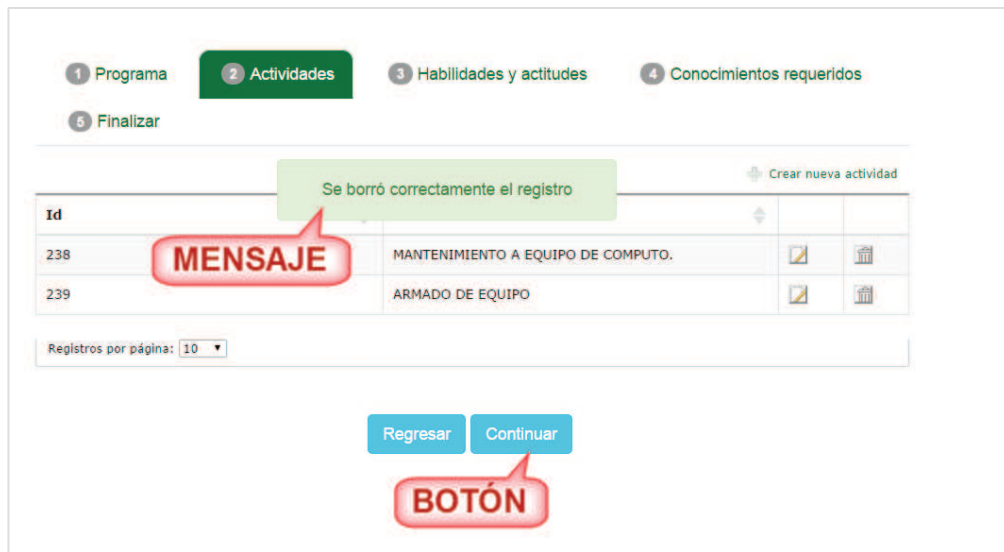 1 Programa 2 Actividades 3 Habilidades y actitudes 4 Conocimientos requeridos
5 Finalizar
Crear nueva actividad
Se borró correctamente el registro
Id
MENSAJE
238 MANTENIMIENTO A EQUIPO DE COMPUTO.
239 ARMADO DE EQUIPO
Registros por página: 10
Regresar Continuar
BOTÓN